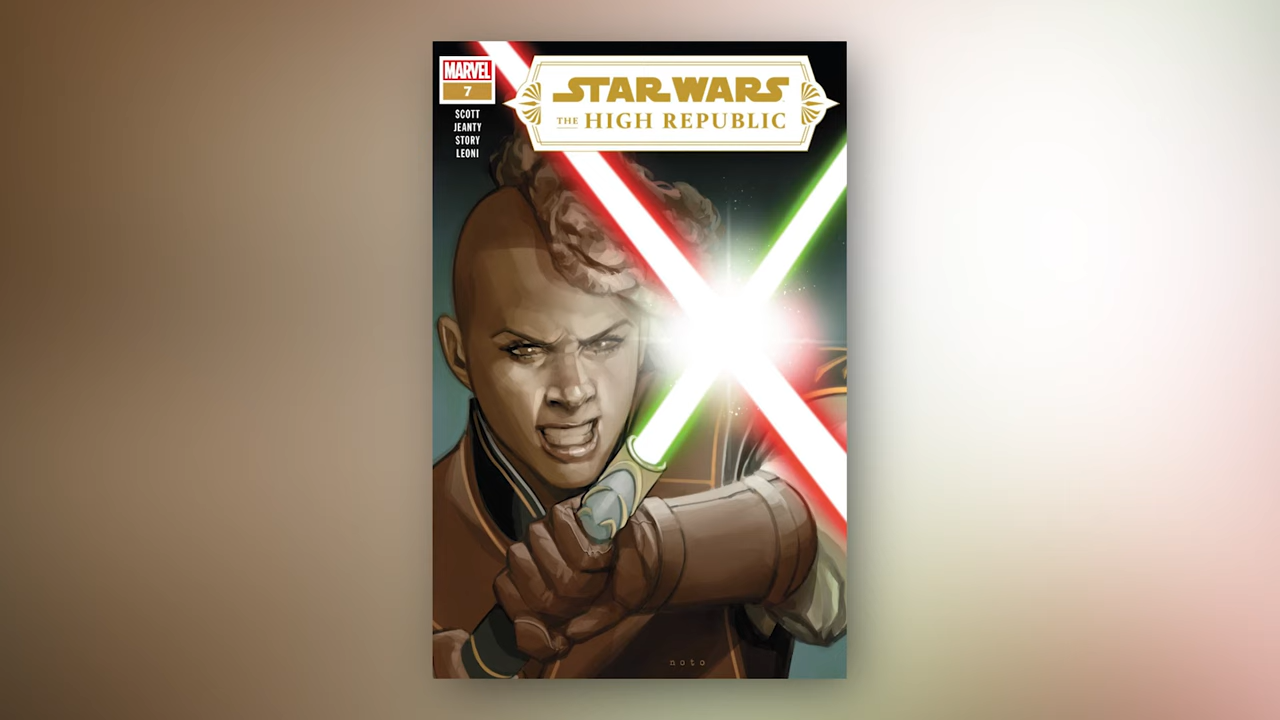 MARVEL
7
SCOTT
JEANTY
STORY
LEONI
STAR WARS
THE HIGH REPUBLIC
noto